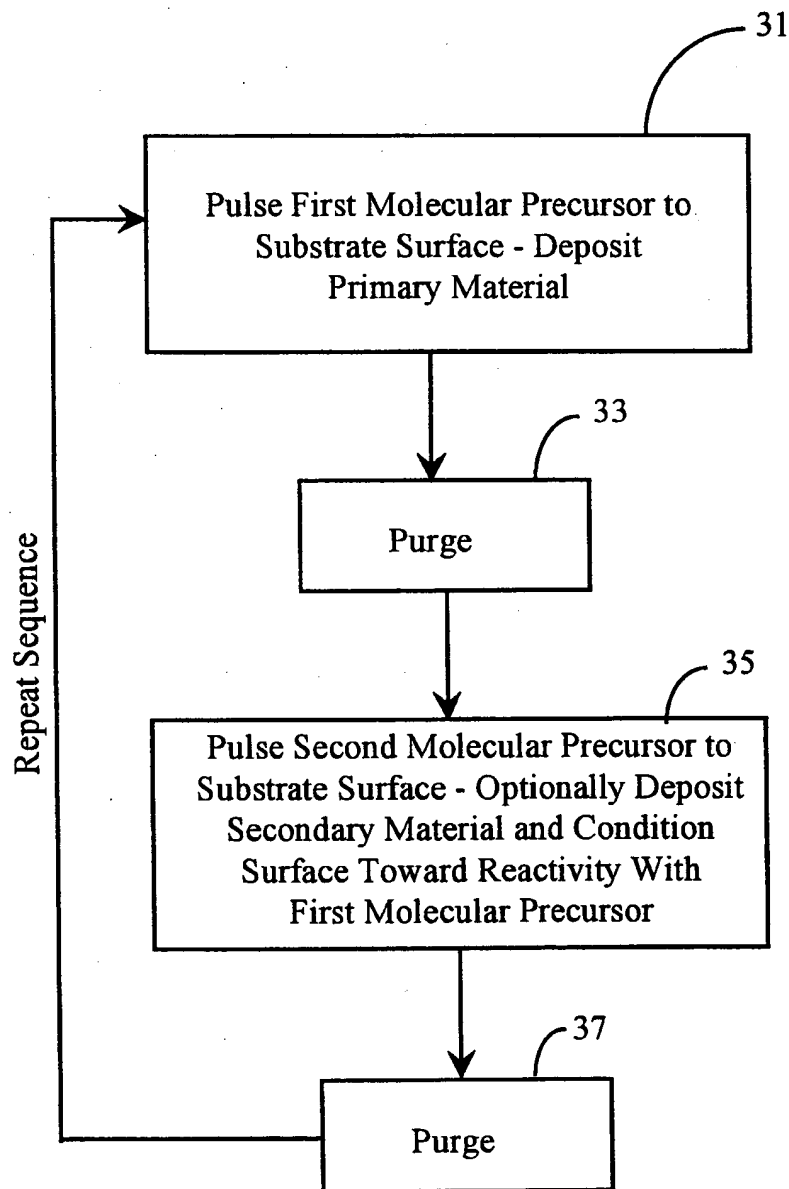 31
Pulse First Molecular Precursor to
Substrate Surface - Deposit
Primary Material
33
Purge
35
Pulse Second Molecular Precursor to
Substrate Surface - Optionally Deposit
Secondary Material and Condition
Surface Toward Reactivity With
First Molecular Precursor
37
Purge
Repeat Sequence